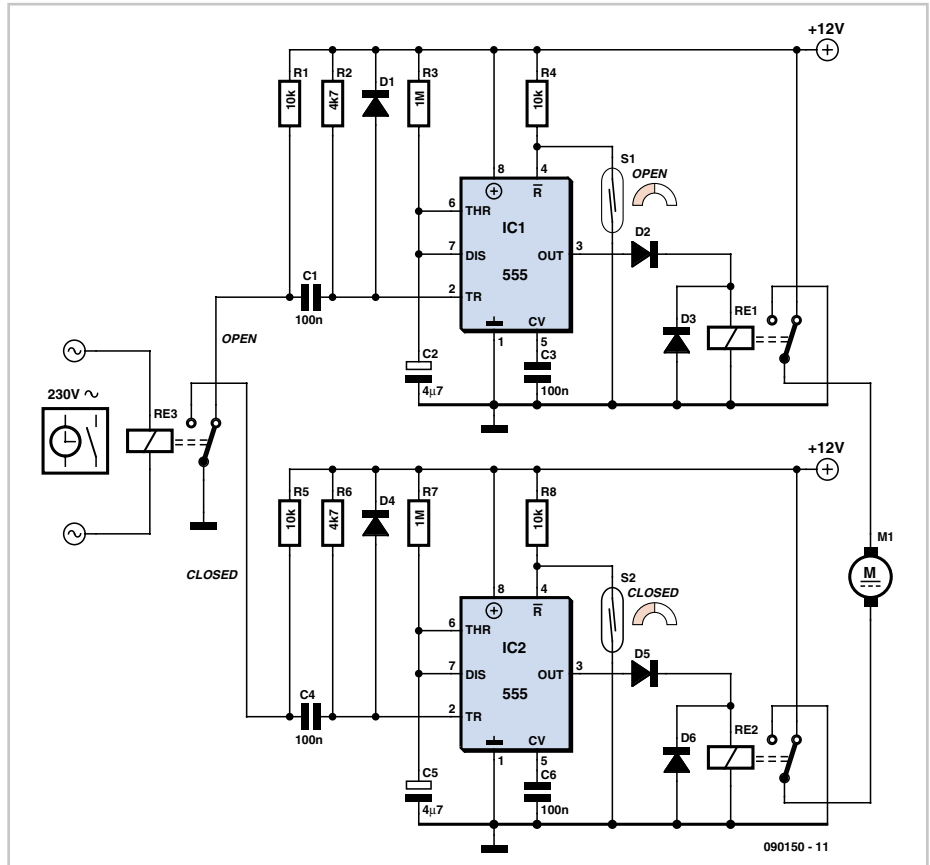 +12V
R1
R2
D1
R3
R4
10k
4k7
1M
10k
8
4
S1
OPEN
R
6
THR
IC1
D2
7
DIS
OUT
3
C1
555
2
TR
D3
RE1
100n
CV
OPEN
1
5
C2
C3
4µ7
100n
230V ~
RE3
+12V
R5
R6
D4
R7
R8
10k
4k7
1M
10k
M1
CLOSED
8
4
S2
CLOSED
M
R
6
THR
IC2
D5
7
DIS
OUT
3
C4
555
2
TR
D6
RE2
100n
CV
1
5
C5
C6
4µ7
100n
090150 - 11